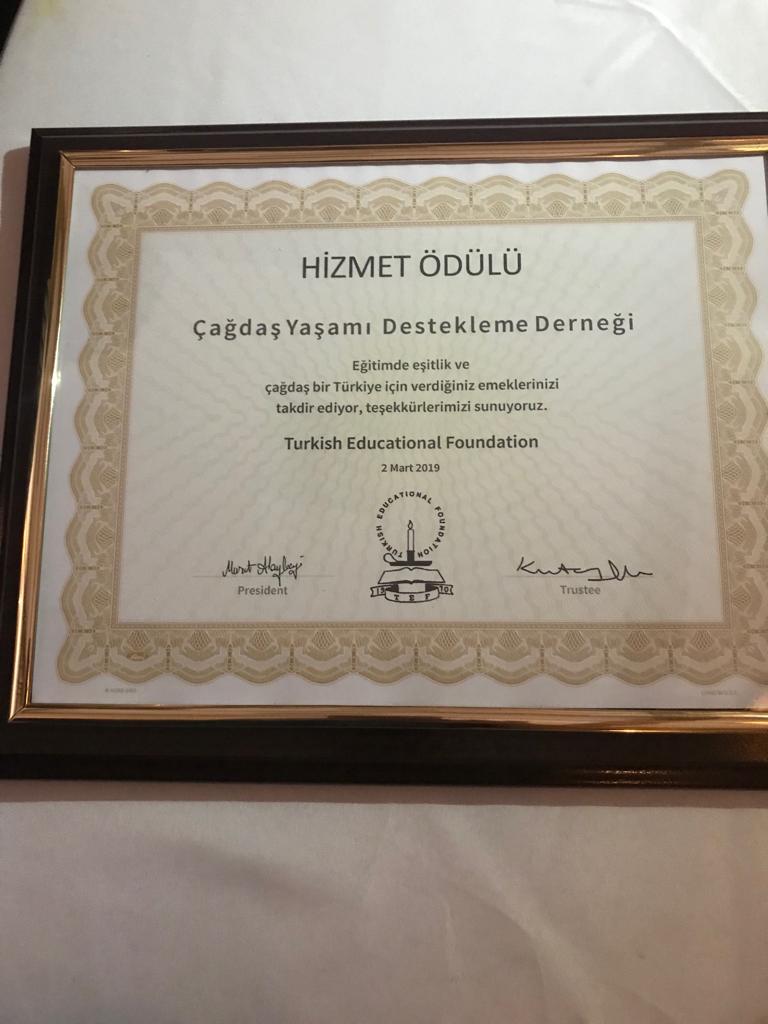 HİZMET ÖDÜLÜ
Çağdaş Yaşamı Destekleme Derneği
Eğitimde eşitlik ve
çağdaş bir Türkiye için verdiğiniz emeklerinizi
takdir ediyor, teşekkürlerimizi sunuyoruz.
Turkish Educational Foundation
2 Mart 2019
TURKISH EDUCATIONAL FOUNDATION
T E F
President
Trustee